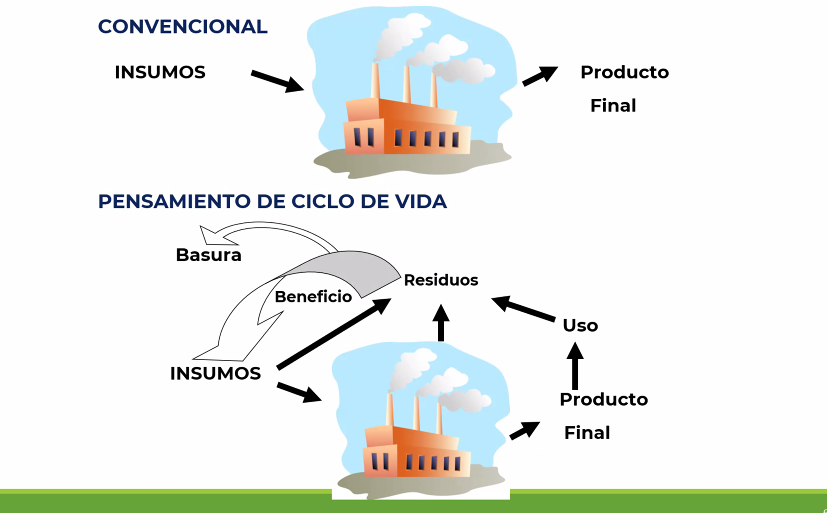 CONVENCIONAL
INSUMOS
Producto
Final
PENSAMIENTO DE CICLO DE VIDA
Basura
Residuos
Beneficio
Uso
INSUMOS
Producto
Final